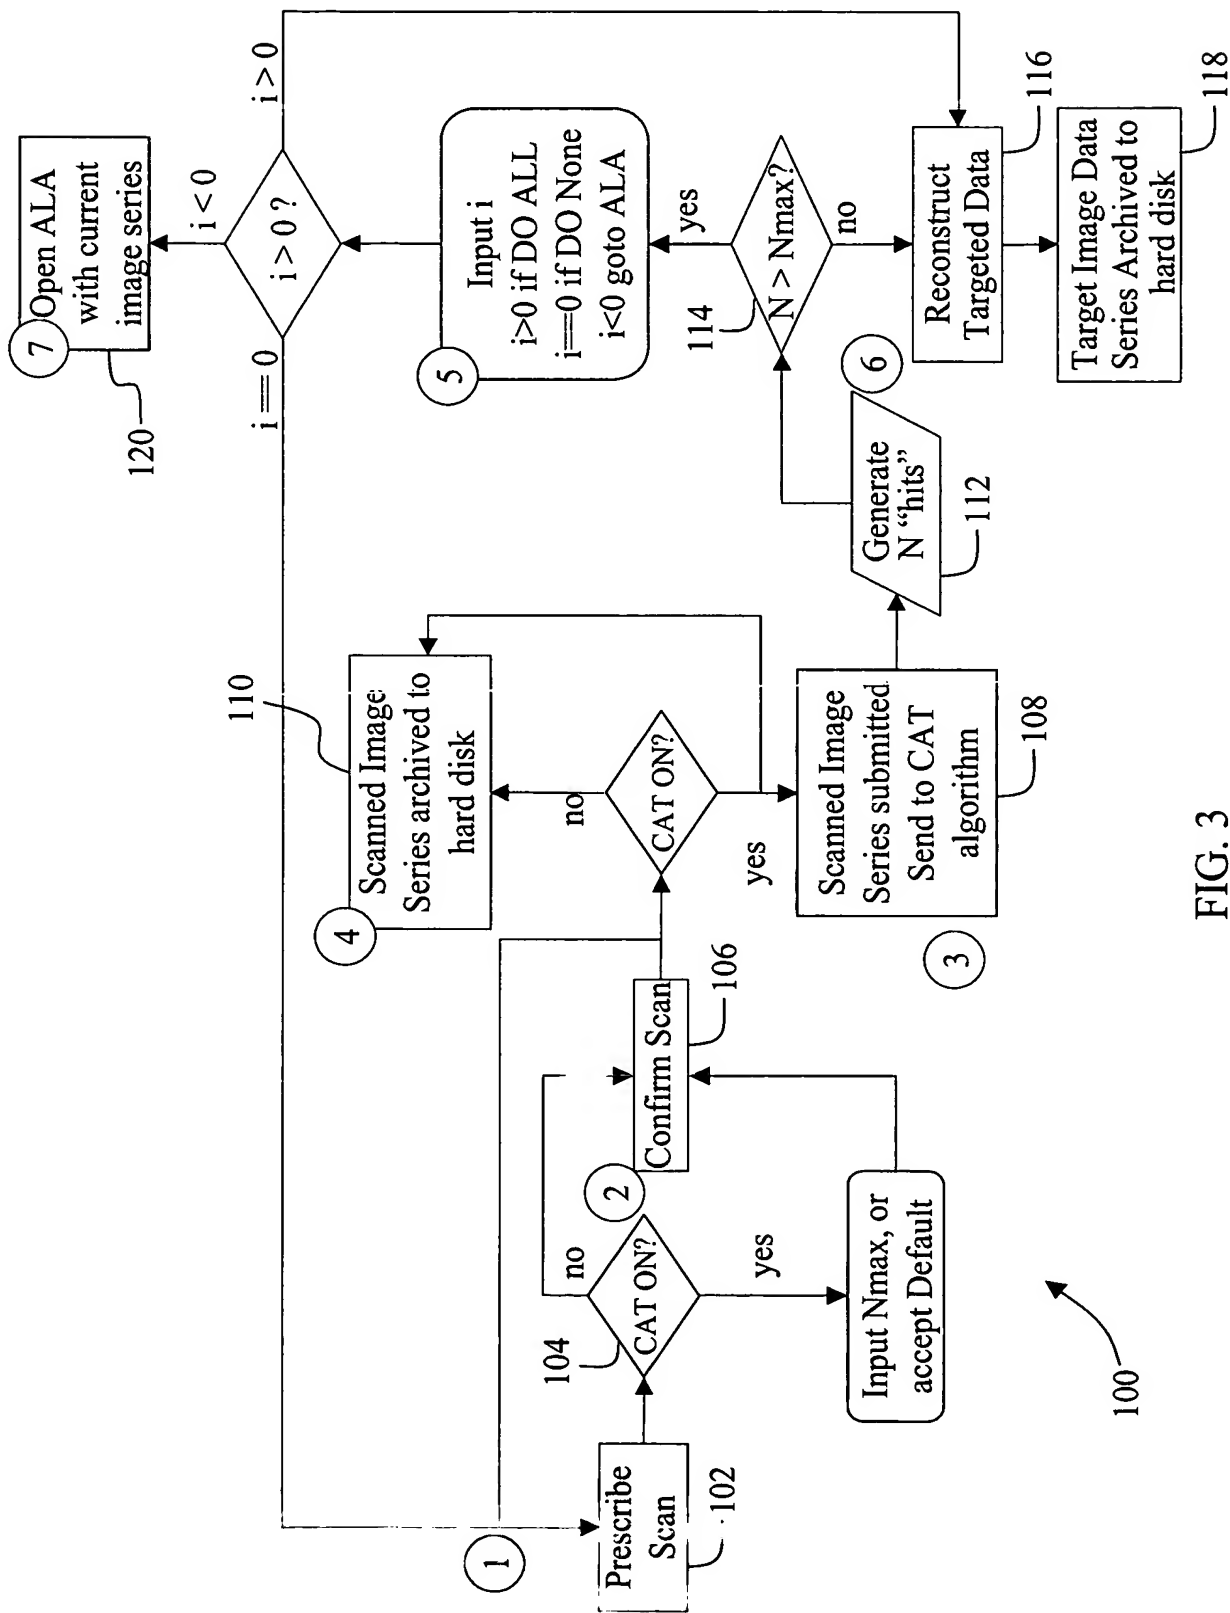 1
Prescribe
Scan
102
104
CAT ON?
no
yes
Input Nmax, or
accept Default
2
Confirm Scan
106
CAT ON?
no
yes
4
Scanned Image
Series archived to
hard disk
110
3
Scanned Image
Series submitted
Send to CAT
algorithm
108
Generate
N “hits”
112
6
114
N > Nmax?
yes
no
5
Input i
i>0 if DO ALL
i==0 if DO None
i<0 goto ALA
i > 0 ?
i == 0
i < 0
i > 0
7
Open ALA
with current
image series
120
Reconstruct
Targeted Data
116
Target Image Data
Series Archived to
hard disk
118
100
FIG. 3